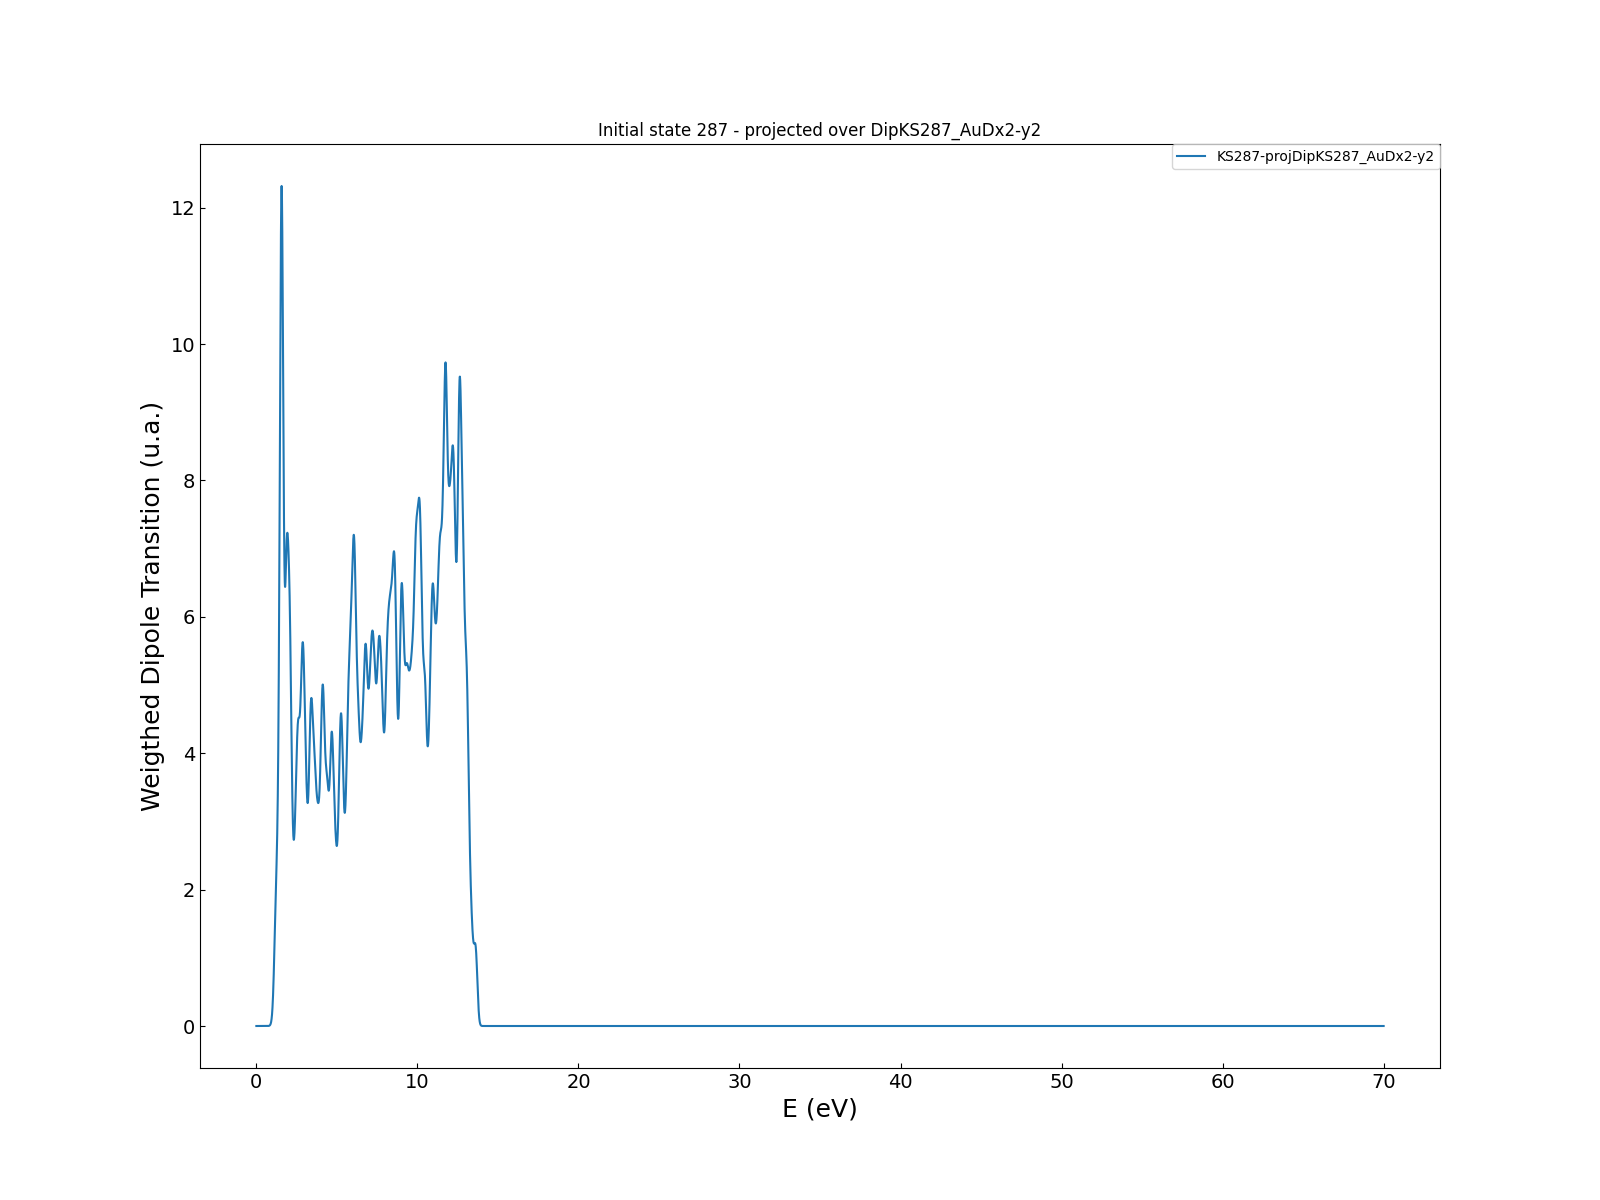 Initial state 287 - projected over DipKS287_AuDx2-y2
KS287-projDipKS287_AuDx2-y2
Weigthed Dipole Transition (u.a.)
12
10
8
6
4
2
0
0 10 20 30 40 50 60 70
E (eV)